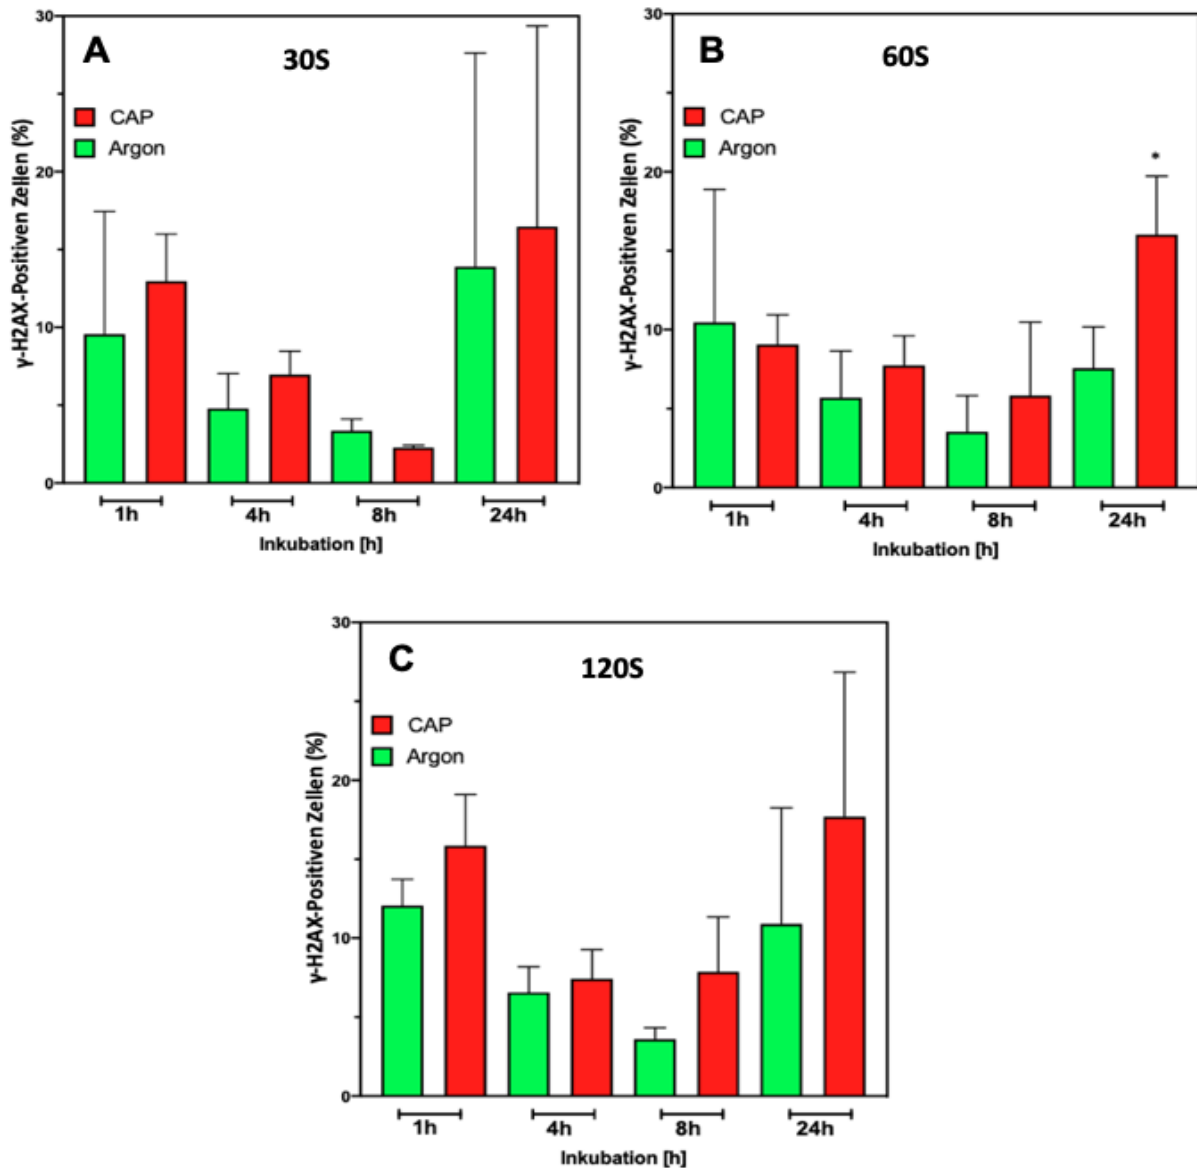 A
30S
CAP
Argon
γ-H2AX-Positiven Zellen (%)
30
20
10
0
1h 4h 8h 24h
Inkubation [h]
B
60S
CAP
Argon
γ-H2AX-Positiven Zellen (%)
30
20
10
0
*
1h 4h 8h 24h
Inkubation [h]
C
120S
CAP
Argon
γ-H2AX-Positiven Zellen (%)
30
20
10
0
1h 4h 8h 24h
Inkubation [h]